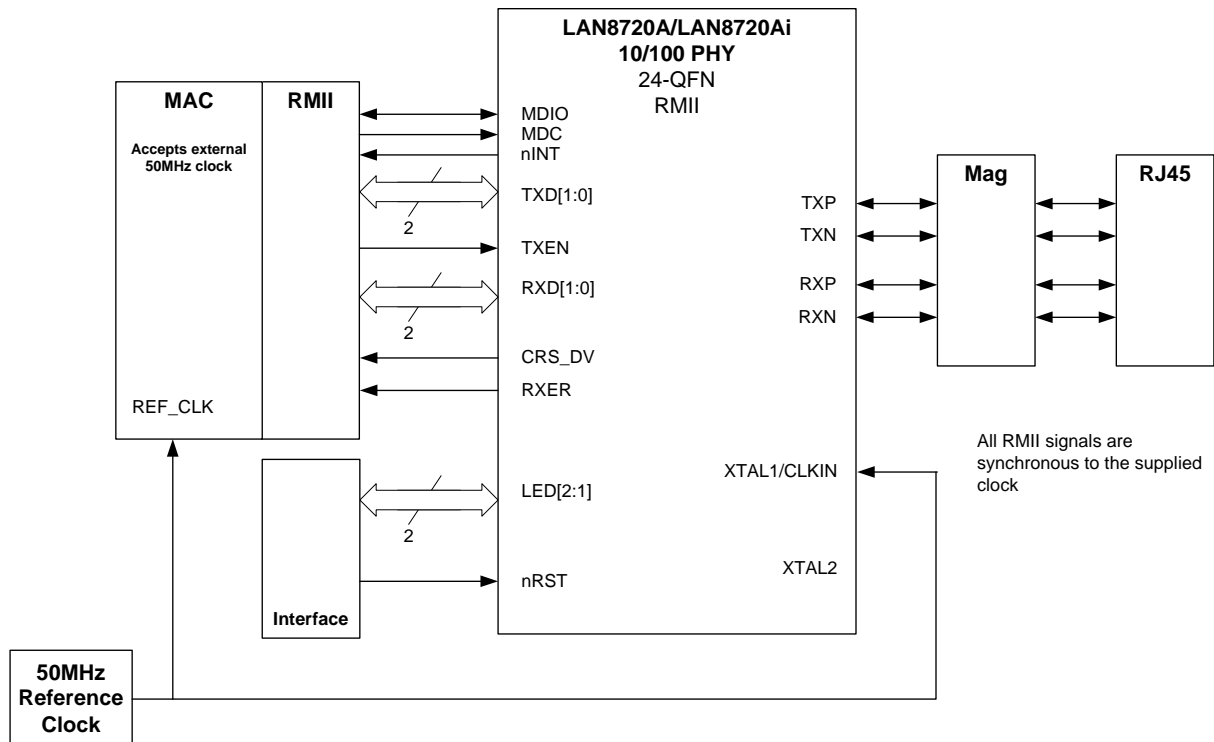 LAN8720A/LAN8720Ai
10/100 PHY
24-QFN
RMII
MAC
RMII
Accepts external
50MHz clock
REF_CLK
MDIO
MDC
nINT
TXD[1:0]
2
TXEN
RXD[1:0]
2
CRS_DV
RXER
LED[2:1]
2
nRST
Interface
TXP
TXN
RXP
RXN
XTAL1/CLKIN
XTAL2
Mag
RJ45
All RMII signals are
synchronous to the supplied
clock
50MHz
Reference
Clock